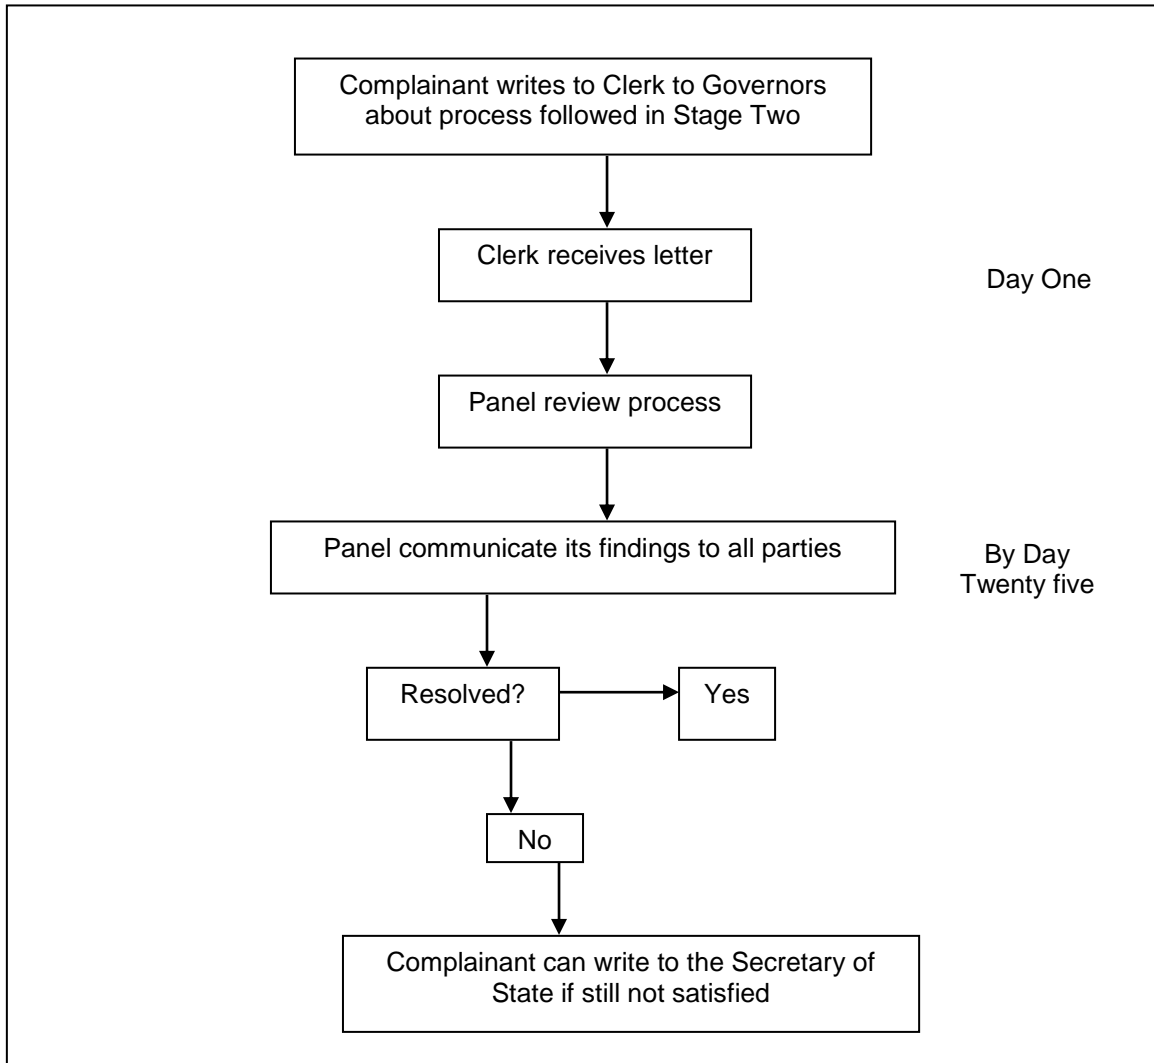 Complainant writes to Clerk to Governors
about process followed in Stage Two
Clerk receives letter
Day One
Panel review process
Panel communicate its findings to all parties
By Day
Twenty five
Resolved?
Yes
No
Complainant can write to the Secretary of
State if still not satisfied